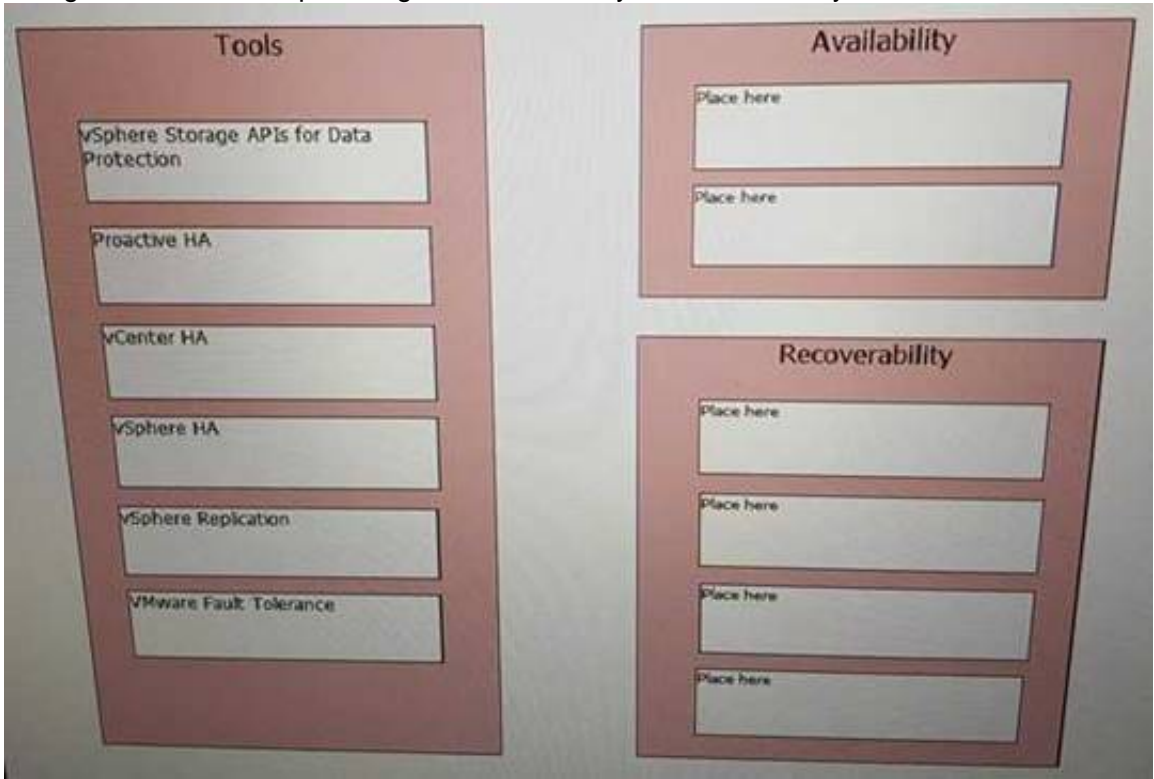 Tools
vSphere Storage APIs for Data
Protection
Proactive HA
vCenter HA
vSphere HA
vSphere Replication
VMware Fault Tolerance
Availability
Place here
Place here
Recoverability
Place here
Place here
Place here
Place here